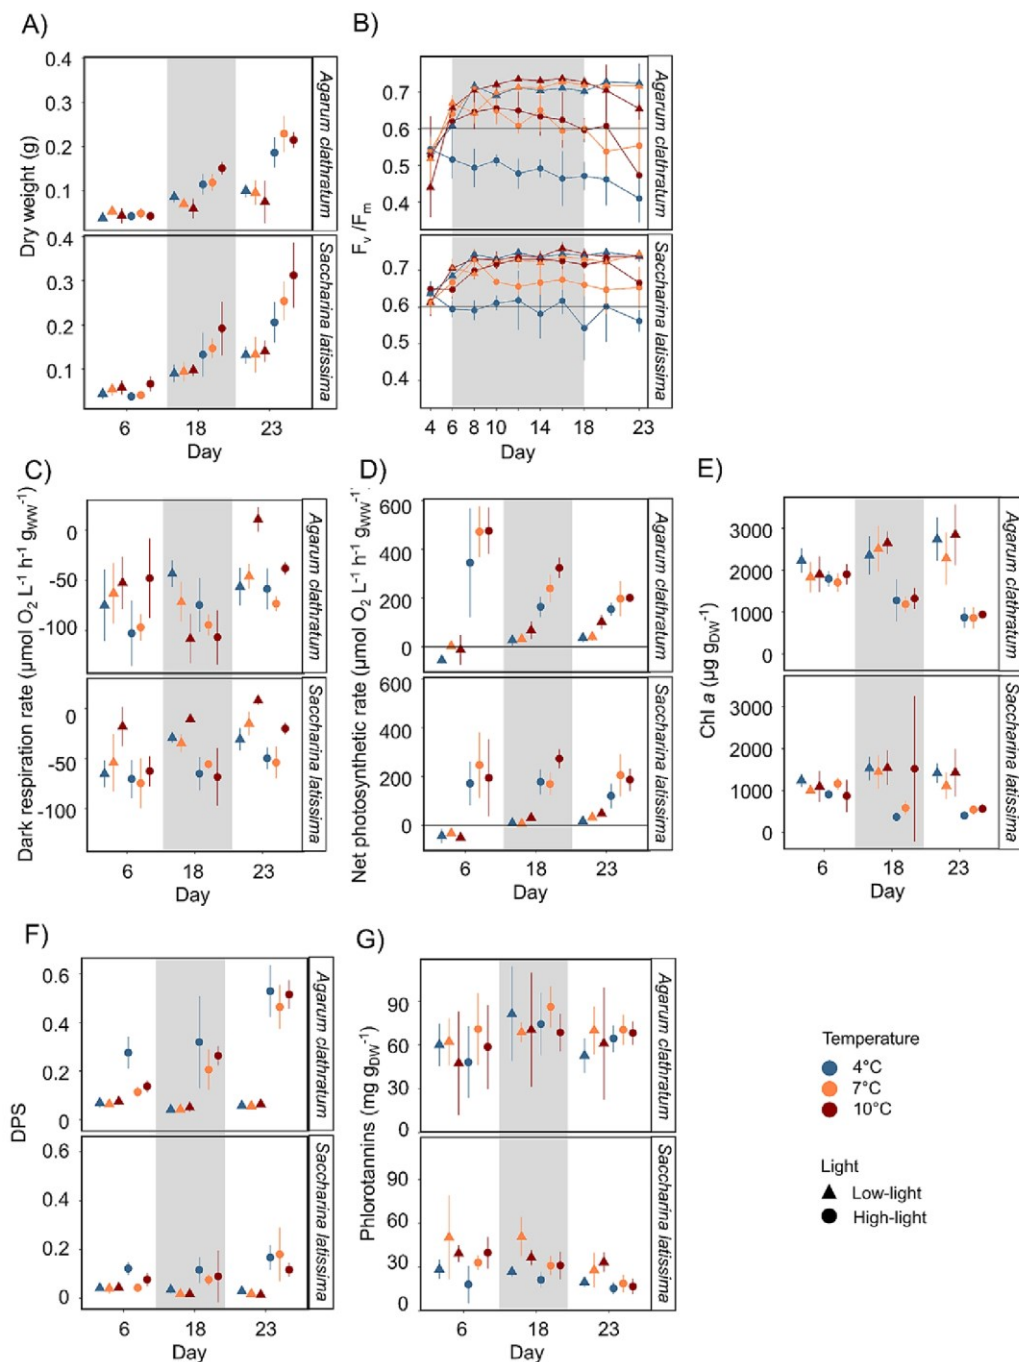 A)
Dry weight (g)
0.4
0.3
0.2
0.1
Agarum clathratum
0.4
0.3
0.2
0.1
Saccharina latissima
6 18 23
Day
B)
Fv/Fm
0.7
0.6
0.5
0.4
Agarum clathratum
0.7
0.6
0.5
0.4
Saccharina latissima
4 6 8 10 14 18 23
Day
C)
Dark respiration rate (µmol O2 L−1 h−1 gWW−1)
0
-50
-100
Agarum clathratum
0
-50
-100
Saccharina latissima
6 18 23
Day
D)
Net photosynthetic rate (µmol O2 L−1 h−1 gWW−1)
600
400
200
0
Agarum clathratum
600
400
200
0
Saccharina latissima
6 18 23
Day
E)
Chl a (µg gDW−1)
3000
2000
1000
0
Agarum clathratum
3000
2000
1000
0
Saccharina latissima
6 18 23
Day
F)
DPS
0.6
0.4
0.2
0
Agarum clathratum
0.6
0.4
0.2
0
Saccharina latissima
6 18 23
Day
G)
Phlorotannins (mg gDW−1)
90
60
30
0
Agarum clathratum
90
60
30
0
Saccharina latissima
6 18 23
Day
Temperature
4°C
7°C
10°C
Light
Low-light
High-light